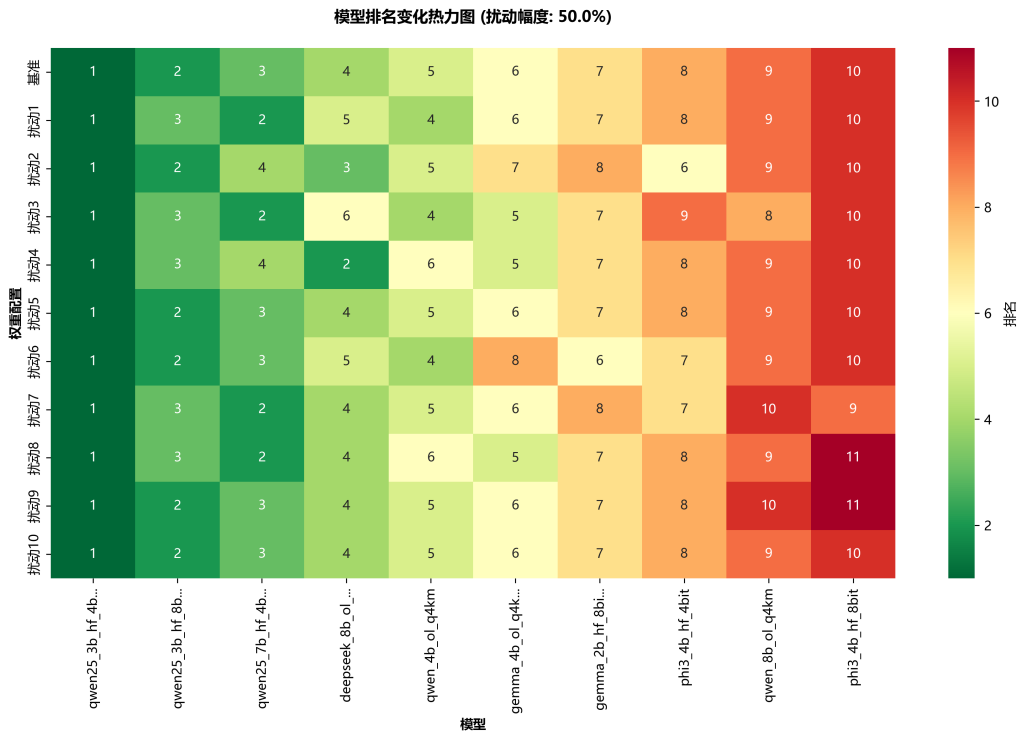 模型排名变化热力图 (扰动幅度: 50.0%)
权重配置
基准 1 2 3 4 5 6 7 8 9 10
扰动1 1 3 2 5 4 6 7 8 9 10
扰动2 1 2 4 3 5 7 8 6 9 10
扰动3 1 3 2 6 4 5 7 9 8 10
扰动4 1 3 4 2 6 5 7 8 9 10
扰动5 1 2 3 4 5 6 7 8 9 10
扰动6 1 2 3 5 4 8 6 7 9 10
扰动7 1 3 2 4 5 6 8 7 10 9
扰动8 1 3 2 4 6 5 7 8 9 11
扰动9 1 2 3 4 5 6 7 8 10 11
扰动10 1 2 3 4 5 6 7 8 9 10
qwen25_3b_hf_4b...
qwen25_3b_hf_8b...
qwen25_7b_hf_4b...
deepseek_8b_ol_...
qwen_4b_ol_q4km
gemma_4b_ol_q4k...
gemma_2b_hf_8bi...
phi3_4b_hf_4bit
qwen_8b_ol_q4km
phi3_4b_hf_8bit
模型
10
8
6
4
2
排名